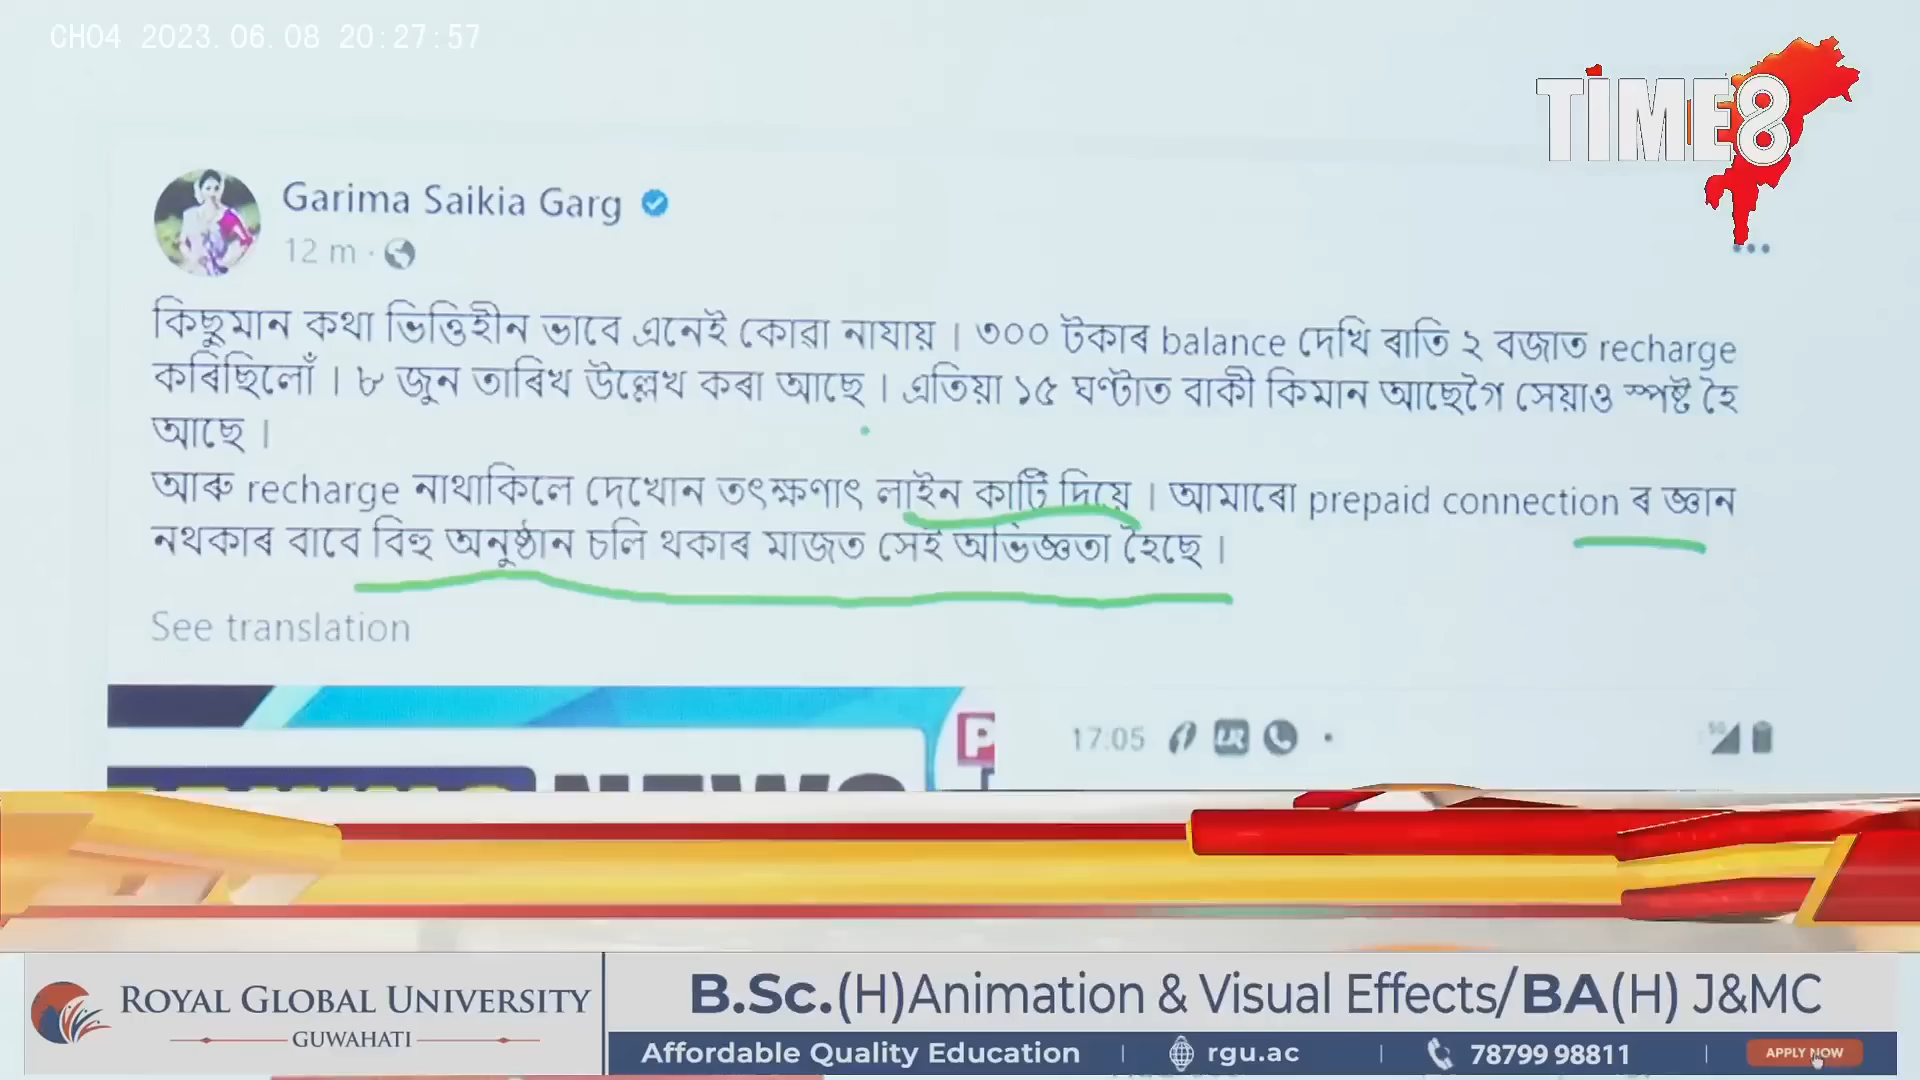 CH04 2023.06.08 20:27:57
TIME8
Garima Saikia Garg
12 m ·
কিছুমান কথা ভিত্তিহীন ভাবে এনেই কোৱা নাযায় । ৩০০ টকাৰ balance দেখি ৰাতি ২ বজাত recharge
কৰিছিলোঁ । ৮ জুন তাৰিখ উল্লেখ কৰা আছে । এতিয়া ১৫ ঘণ্টাত বাকী কিমান আছেগৈ সেয়াও স্পষ্ট হৈ
আছে ।
আৰু recharge নাথাকিলে দেখোন তৎক্ষণাৎ লাইন কাটি দিয়ে । আমাৰো prepaid connection ৰ জ্ঞান
নথকাৰ বাবে বিহু অনুষ্ঠান চলি থকাৰ মাজত সেই অভিজ্ঞতা হৈছে ।
See translation
17:05
5G
ROYAL GLOBAL UNIVERSITY
GUWAHATI
B.Sc.(H)Animation & Visual Effects/BA(H) J&MC
Affordable Quality Education | rgu.ac | 78799 98811 | APPLY NOW